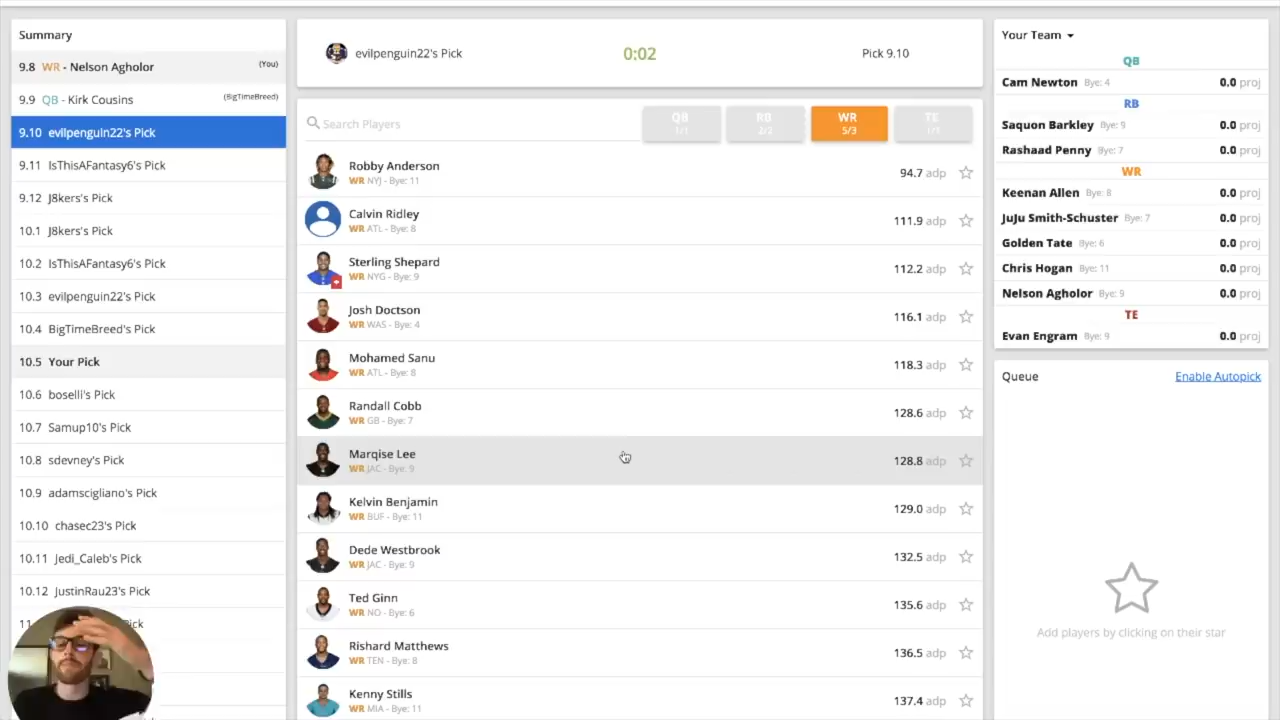 Summary
9.8 WR - Nelson Agholor (You)
9.9 QB - Kirk Cousins (BigTimeBreed)
9.10 evilpenguin22's Pick
9.11 IsThisAFantasy6's Pick
9.12 J8kers's Pick
10.1 J8kers's Pick
10.2 IsThisAFantasy6's Pick
10.3 evilpenguin22's Pick
10.4 BigTimeBreed's Pick
10.5 Your Pick
10.6 boselli's Pick
10.7 Samup10's Pick
10.8 sdevney's Pick
10.9 adamscigliano's Pick
10.10 chasec23's Pick
10.11 Jedi_Caleb's Pick
10.12 JustinRau23's Pick
evilpenguin22's Pick 0:02 Pick 9.10
Search Players
QB 1/1
RB 2/2
WR 5/3
TE 1/1
Robby Anderson
WR NYJ - Bye: 11
94.7 adp
Calvin Ridley
WR ATL - Bye: 8
111.9 adp
Sterling Shepard
WR NYG - Bye: 9
112.2 adp
Josh Doctson
WR WAS - Bye: 4
116.1 adp
Mohamed Sanu
WR ATL - Bye: 8
118.3 adp
Randall Cobb
WR GB - Bye: 7
128.6 adp
Marqise Lee
WR JAC - Bye: 9
128.8 adp
Kelvin Benjamin
WR BUF - Bye: 11
129.0 adp
Dede Westbrook
WR JAC - Bye: 9
132.5 adp
Ted Ginn
WR NO - Bye: 6
135.6 adp
Rishard Matthews
WR TEN - Bye: 8
136.5 adp
Kenny Stills
WR MIA - Bye: 11
137.4 adp
Your Team
QB
Cam Newton Bye: 4 0.0 proj
RB
Saquon Barkley Bye: 9 0.0 proj
Rashaad Penny Bye: 7 0.0 proj
WR
Keenan Allen Bye: 8 0.0 proj
JuJu Smith-Schuster Bye: 7 0.0 proj
Golden Tate Bye: 6 0.0 proj
Chris Hogan Bye: 11 0.0 proj
Nelson Agholor Bye: 9 0.0 proj
TE
Evan Engram Bye: 9 0.0 proj
Queue Enable Autopick
Add players by clicking on their star